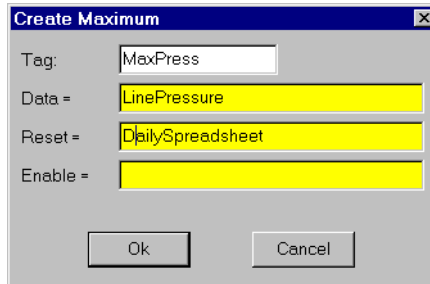 Create Maximum
Tag: MaxPress
Data = LinePressure
Reset = DailySpreadsheet
Enable =
Ok Cancel